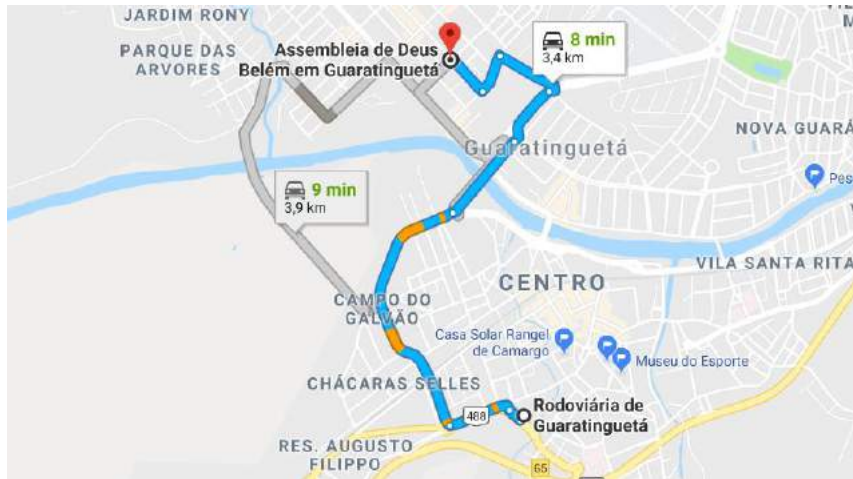 JARDIM RONY
PARQUE DAS
ARVORES
Assembleia de Deus
Belém em Guaratinguetá
8 min
3,4 km
Guaratinguetá
NOVA GUARÁ
Pes
9 min
3,9 km
VILA SANTA RITA
CENTRO
CAMPO DO
GALVÃO
Casa Solar Rangel
de Camargo
Museu do Esporte
CHÁCARAS SELLES
488
Rodoviária de
Guaratinguetá
RES. AUGUSTO
FILIPPO
65